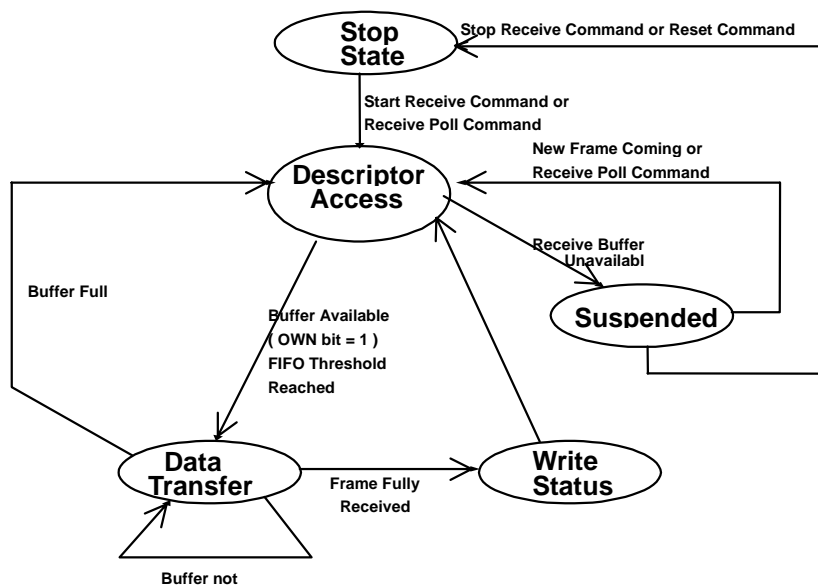 Stop
State
Stop Receive Command or Reset Command
Start Receive Command or
Receive Poll Command
New Frame Coming or
Receive Poll Command
Descriptor
Access
Receive Buffer
Unavailabl
Buffer Full
Buffer Available
( OWN bit = 1 )
FIFO Threshold
Reached
Suspended
Data
Transfer
Frame Fully
Received
Write
Status
Buffer not